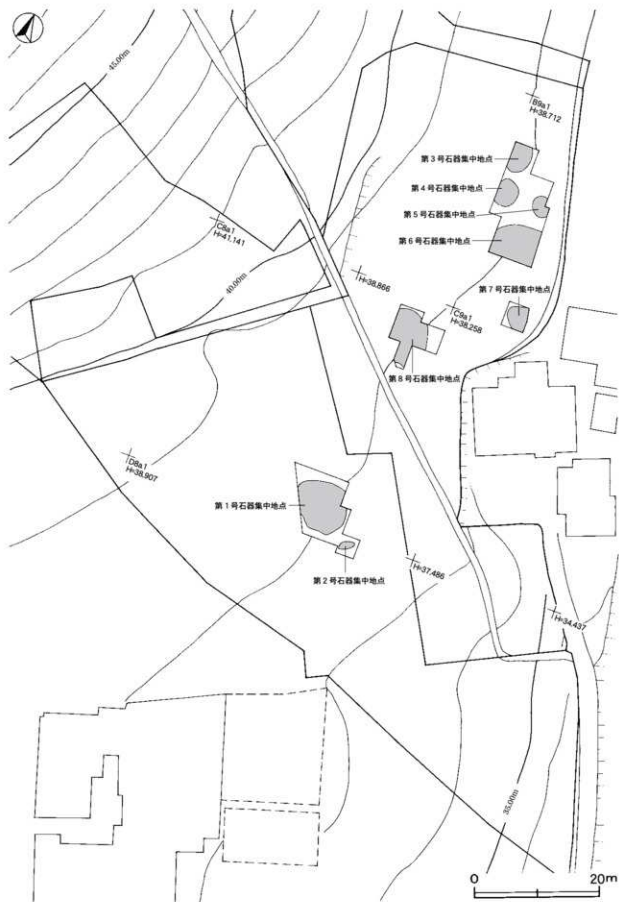 45.00m
B9a1
H=38.712
第３号石器集中地点
第４号石器集中地点
第５号石器集中地点
第６号石器集中地点
C8a1
H=41.141
40.00m
H=38.866
第７号石器集中地点
C9a1
H=38.258
第８号石器集中地点
D8a1
H=38.907
第１号石器集中地点
第２号石器集中地点
H=37.486
H=34.437
35.00m
0 20m